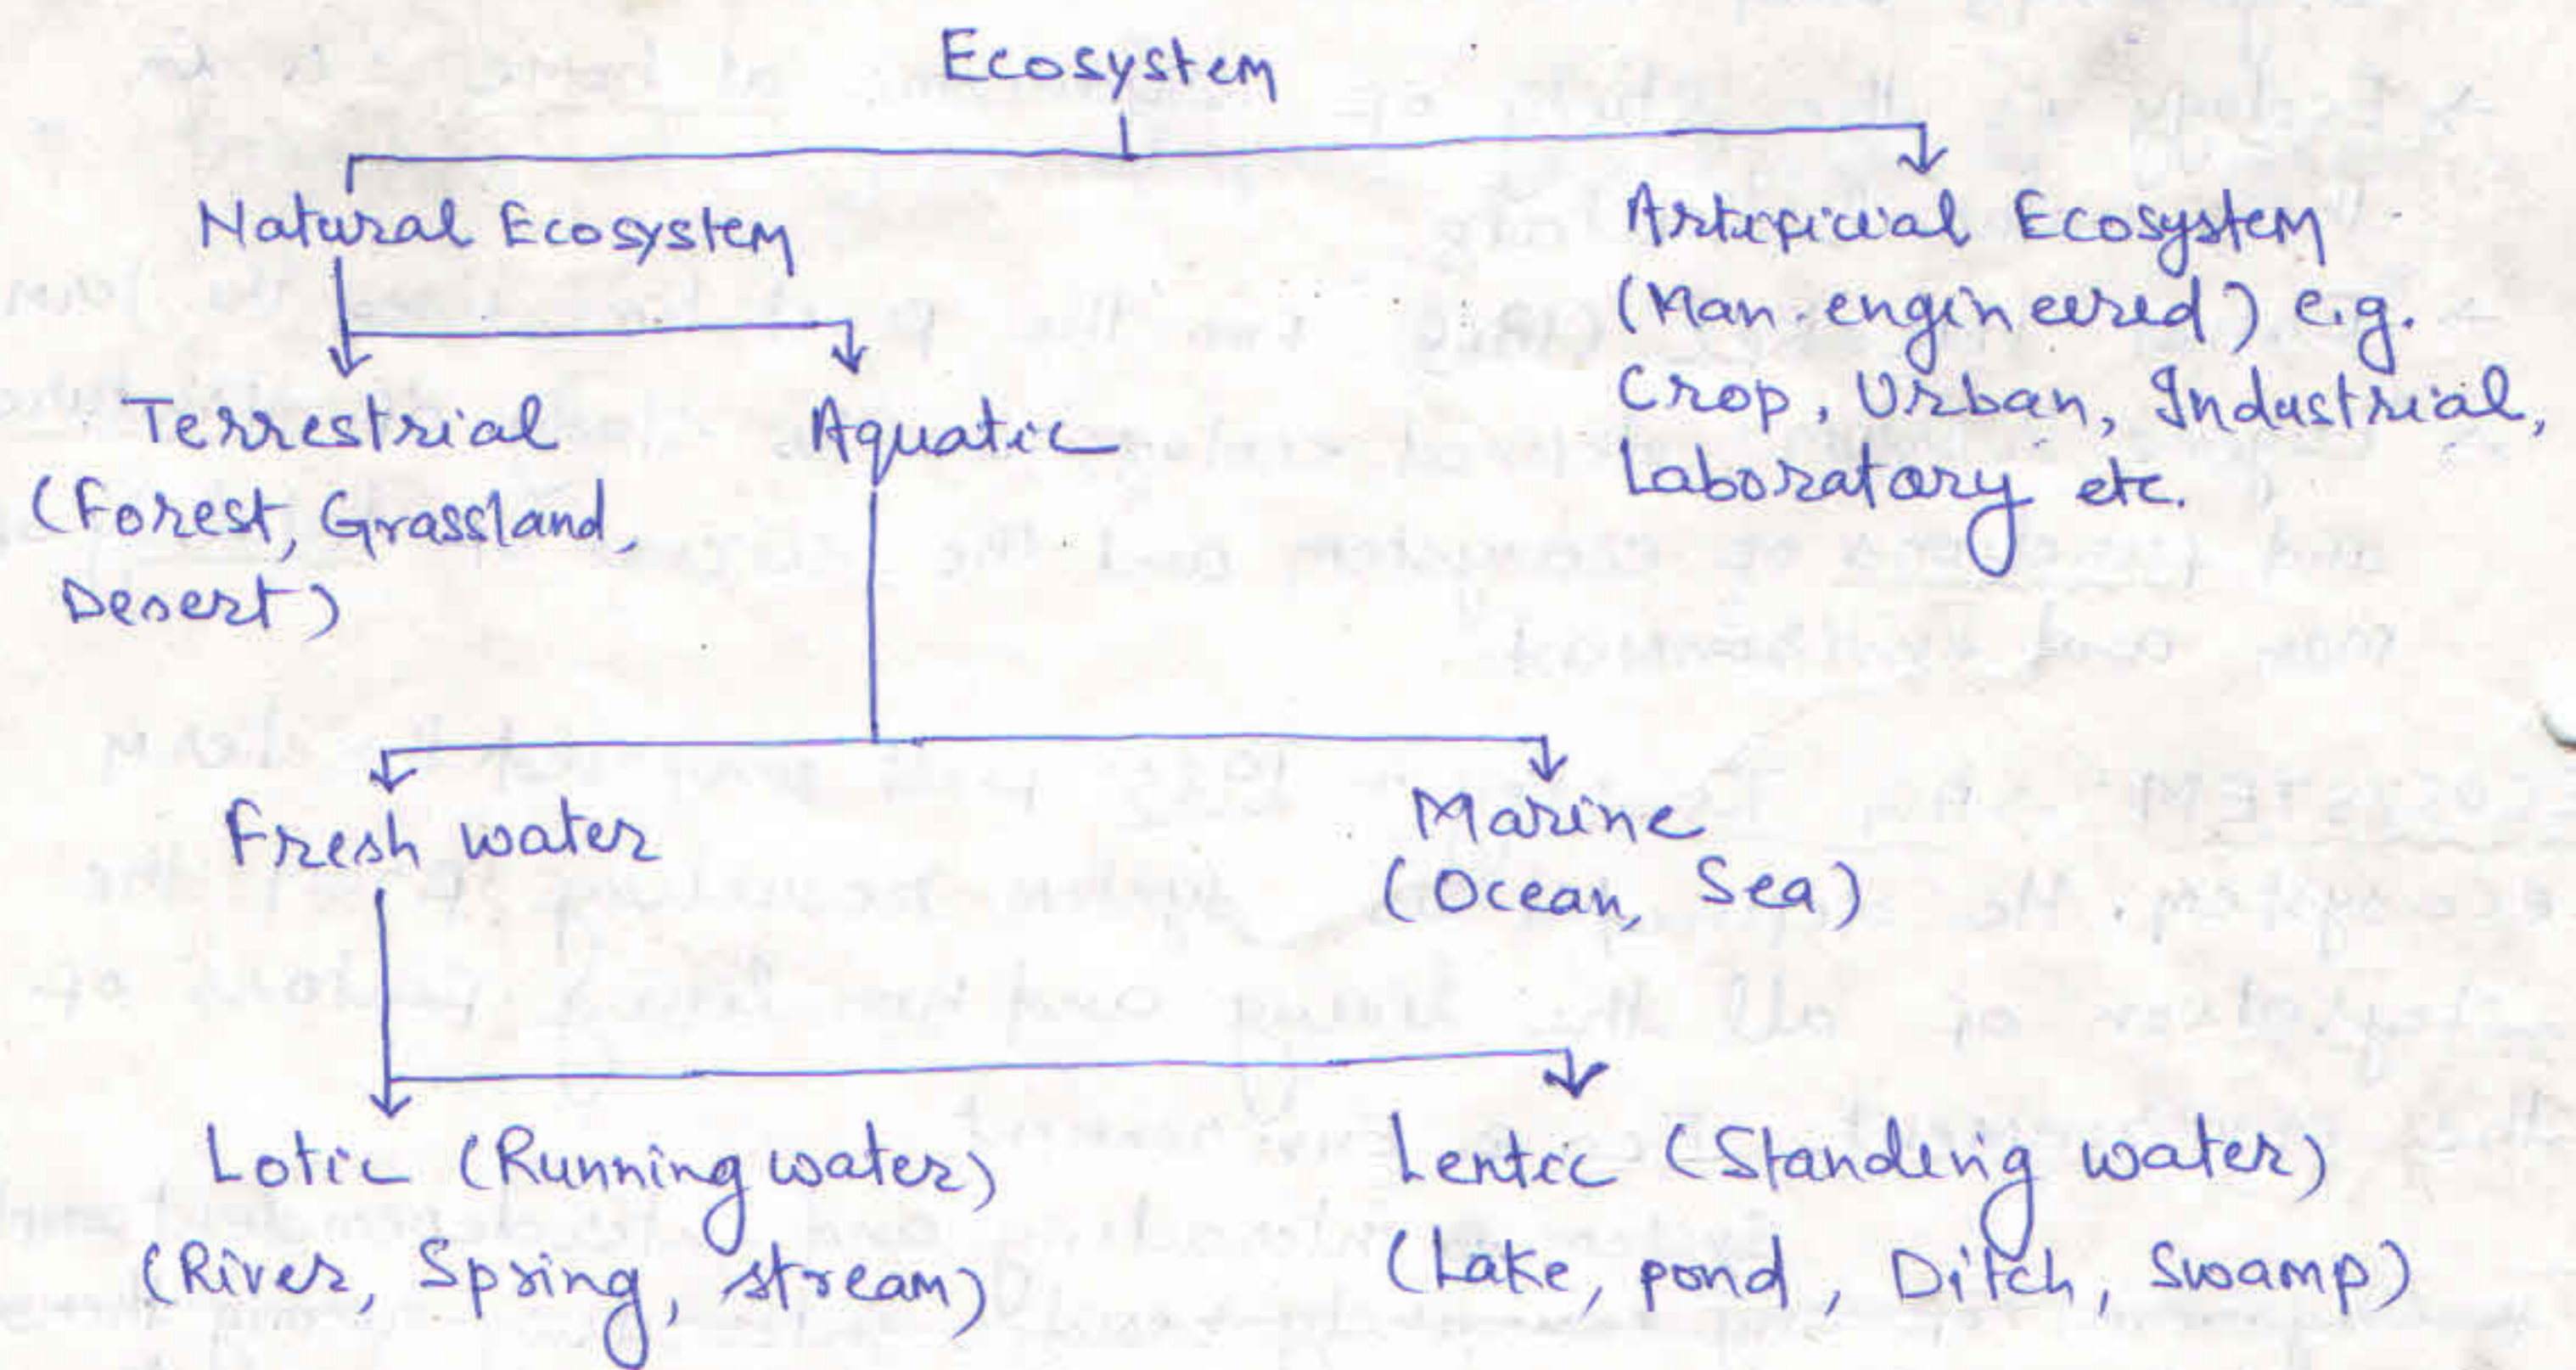 Ecosystem
Natural Ecosystem
Artificial Ecosystem
(Man-engineered) e.g.
Crop, Urban, Industrial,
Laboratory etc.
Terrestrial
(Forest, Grassland,
Desert)
Aquatic
Fresh water
Marine
(Ocean, Sea)
Lotic (Running water)
(River, Spring, stream)
Lentic (Standing water)
(Lake, pond, Ditch, Swamp)